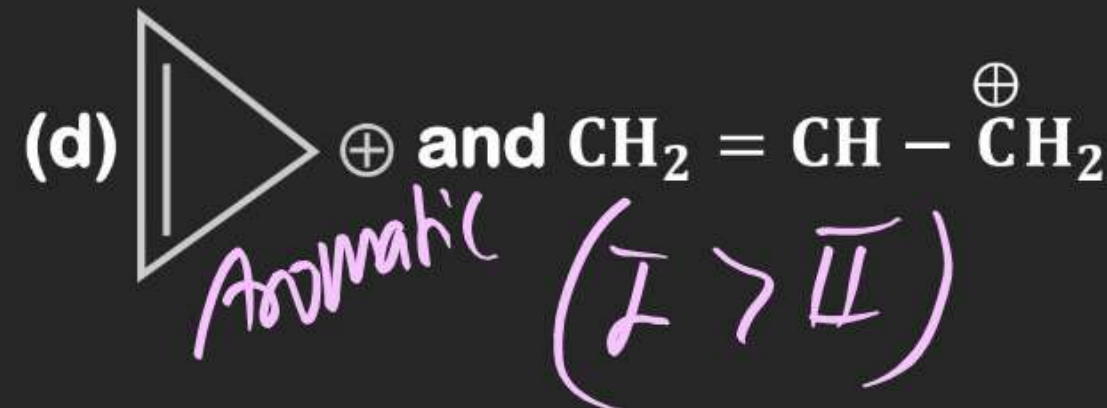 (d) ⊕ and CH₂ = CH – C⊕H₂
Aromatic (I > II)